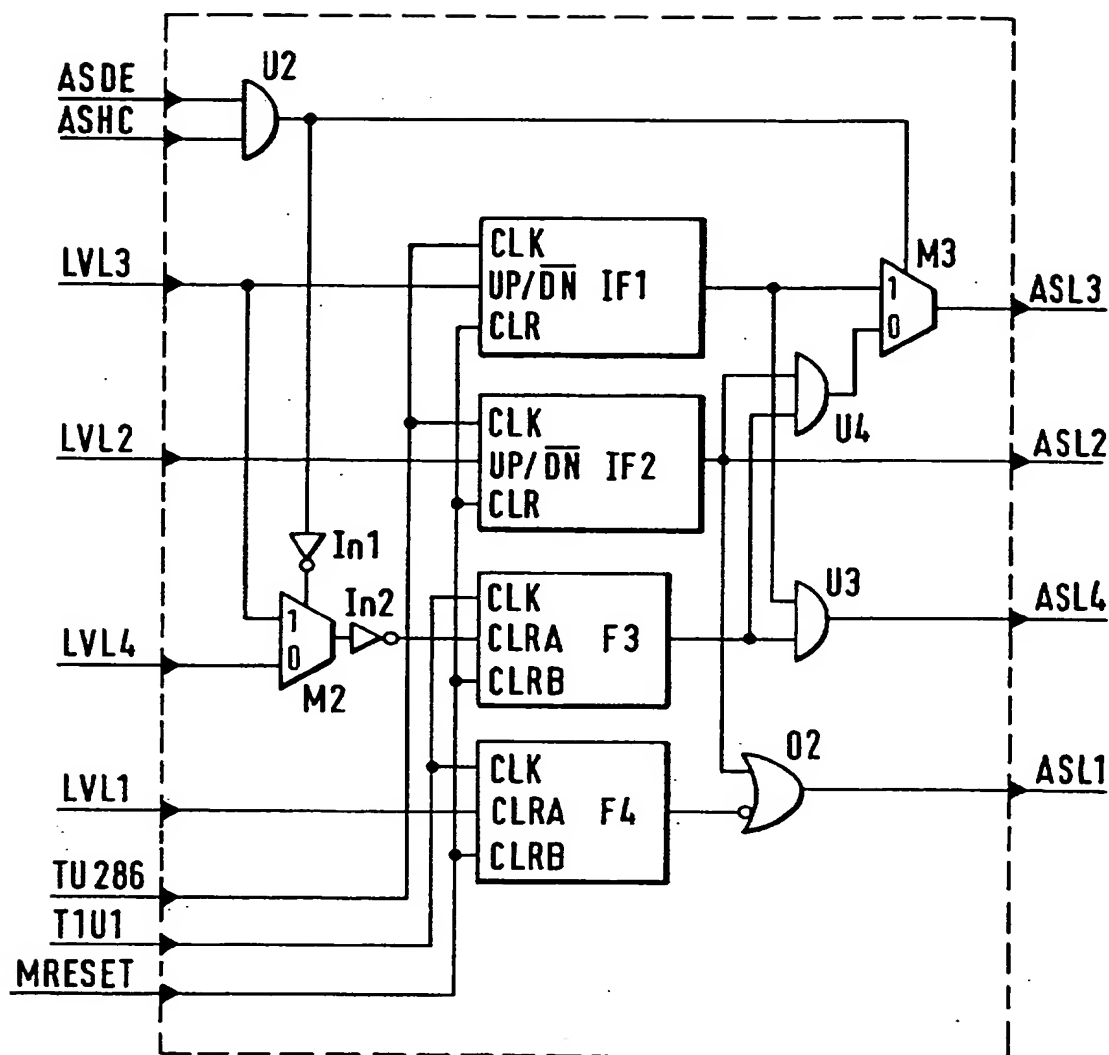 ASDE
ASHC
U2
LVL3
CLK
UP/D̅N̅ IF1
CLR
M3
1
0
ASL3
U4
LVL2
CLK
UP/D̅N̅ IF2
CLR
ASL2
In1
In2
1
0
M2
LVL4
CLK
CLRA F3
CLRB
U3
ASL4
LVL1
CLK
CLRA F4
CLRB
O2
ASL1
TU286
T1U1
MRESET